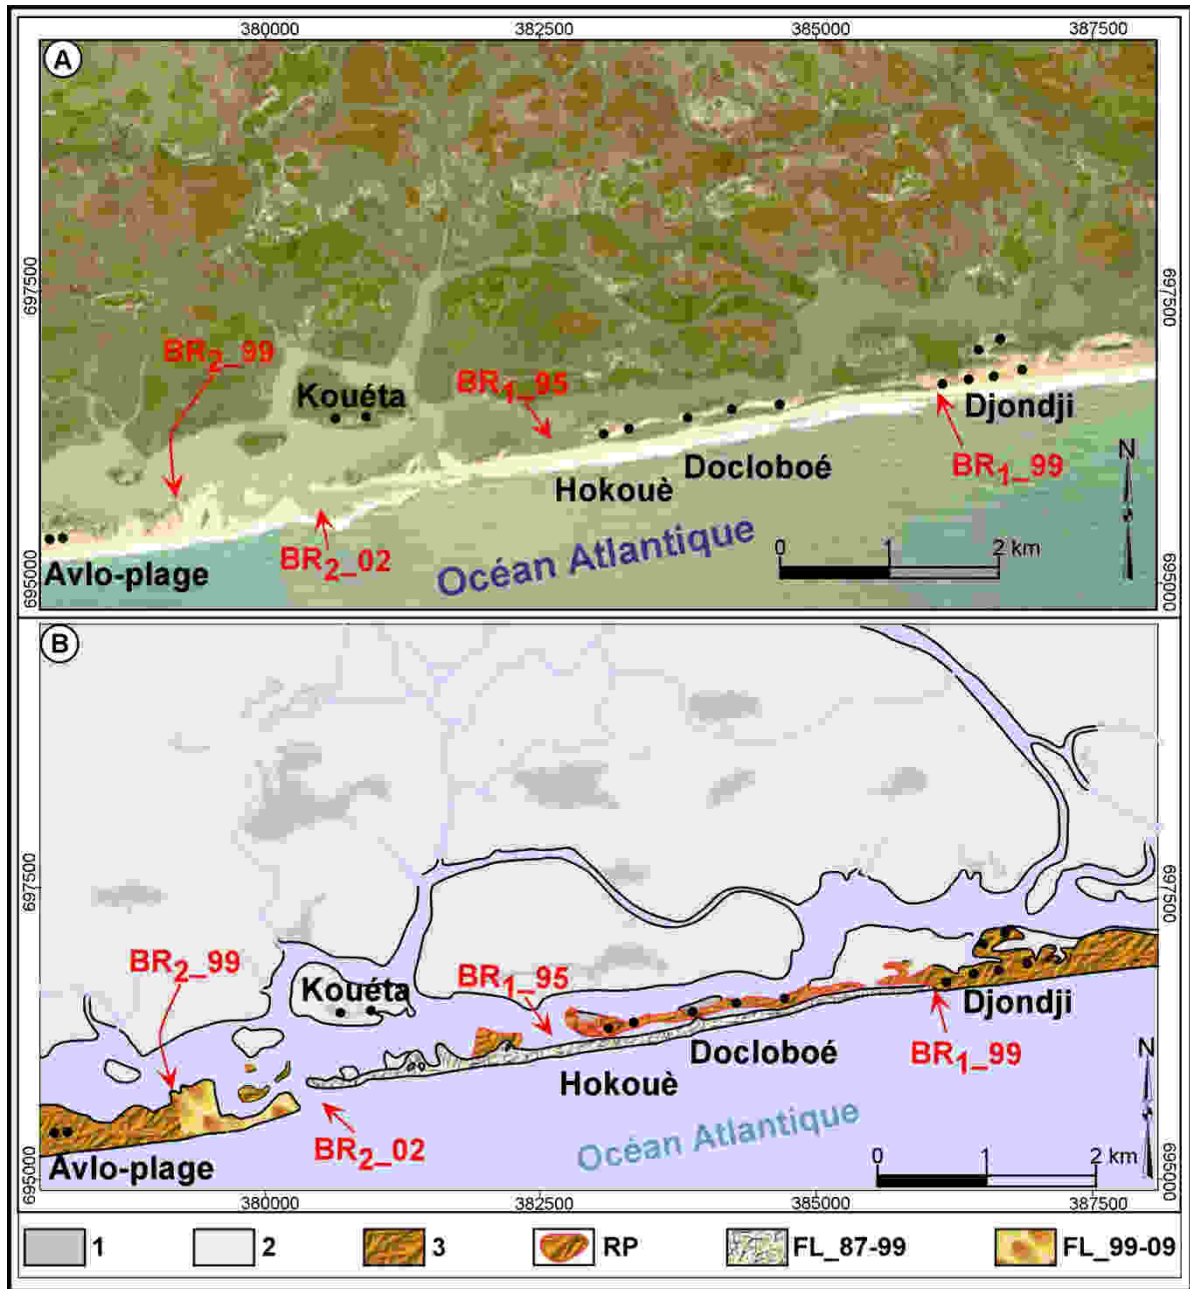 380000 382500 385000 387500
A
697500 697500
BR2_99
Kouéta
BR1_95
Djondji
Docloboé
BR1_99
Hokouè
N
BR2_02
Océan Atlantique
0 1 2 km
Avlo-plage
695000 695000
B
697500 697500
BR2_99
Kouéta
BR1_95
Djondji
Docloboé
BR1_99
Hokouè
N
BR2_02
Océan Atlantique
0 1 2 km
Avlo-plage
695000 695000
380000 382500 385000 387500
1 2 3 RP FL_87-99 FL_99-09